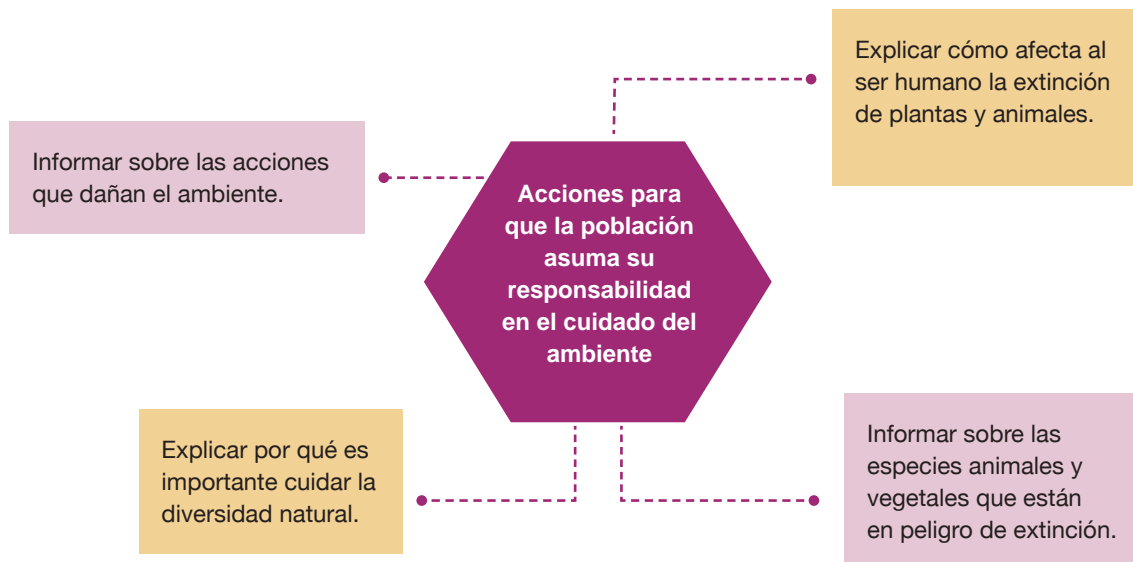 Explicar cómo afecta al
ser humano la extinción
de plantas y animales.
Informar sobre las acciones
que dañan el ambiente.
Acciones para
que la población
asuma su
responsabilidad
en el cuidado del
ambiente
Explicar por qué es
importante cuidar la
diversidad natural.
Informar sobre las
especies animales y
vegetales que están
en peligro de extinción.